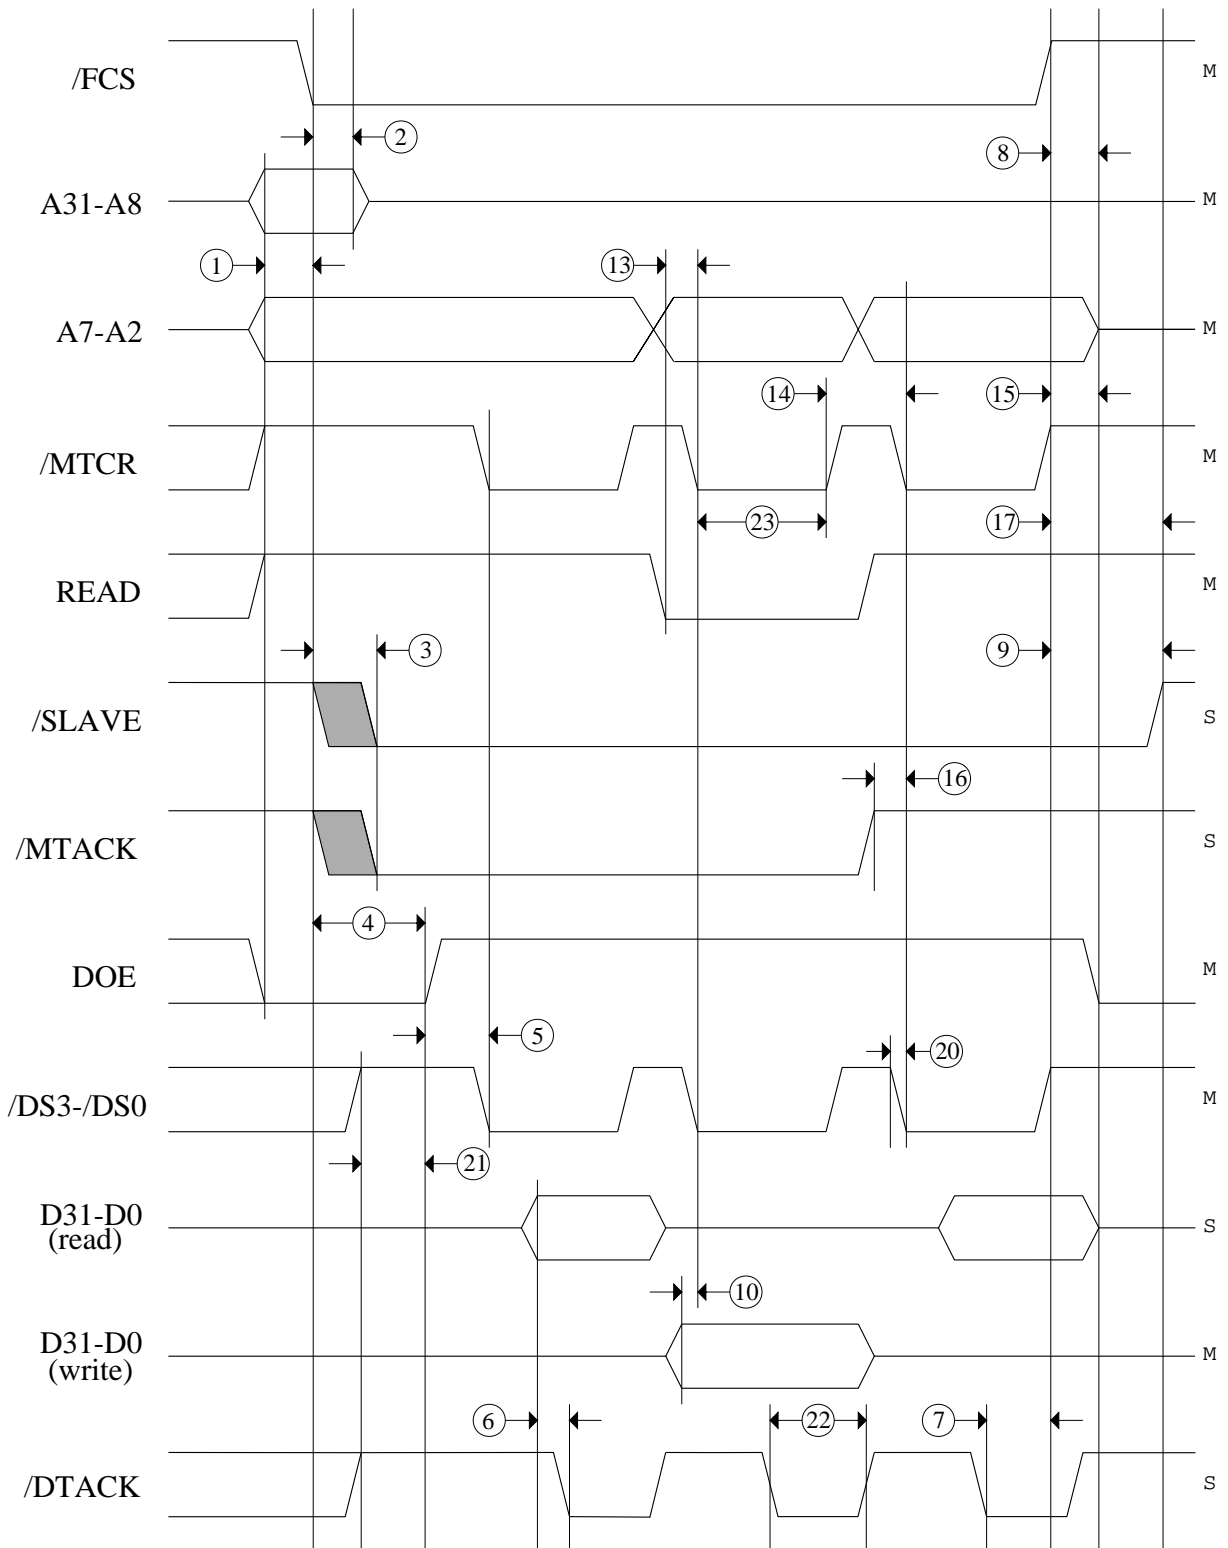 /FCS M
2
8
A31-A8 M
1 13
A7-A2 M
14 15
/MTCR M
23 17
READ M
3 9
/SLAVE S
16
/MTACK S
4
DOE M
5 20
/DS3-/DS0 M
21
D31-D0 (read) S
10
D31-D0 (write) M
6 22 7
/DTACK S